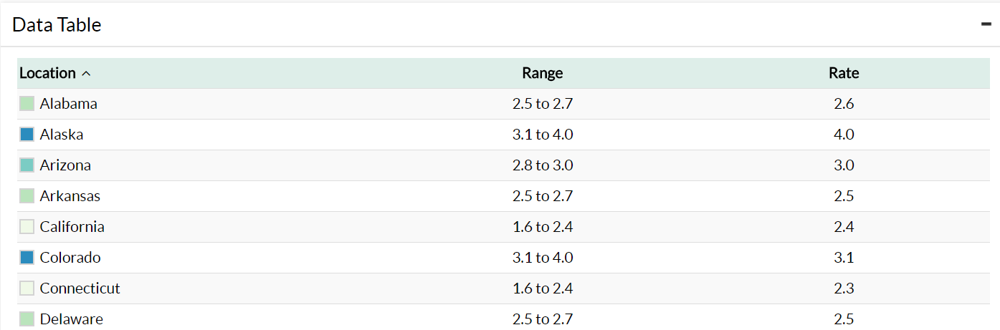 Data Table
Location Range Rate
Alabama 2.5 to 2.7 2.6
Alaska 3.1 to 4.0 4.0
Arizona 2.8 to 3.0 3.0
Arkansas 2.5 to 2.7 2.5
California 1.6 to 2.4 2.4
Colorado 3.1 to 4.0 3.1
Connecticut 1.6 to 2.4 2.3
Delaware 2.5 to 2.7 2.5